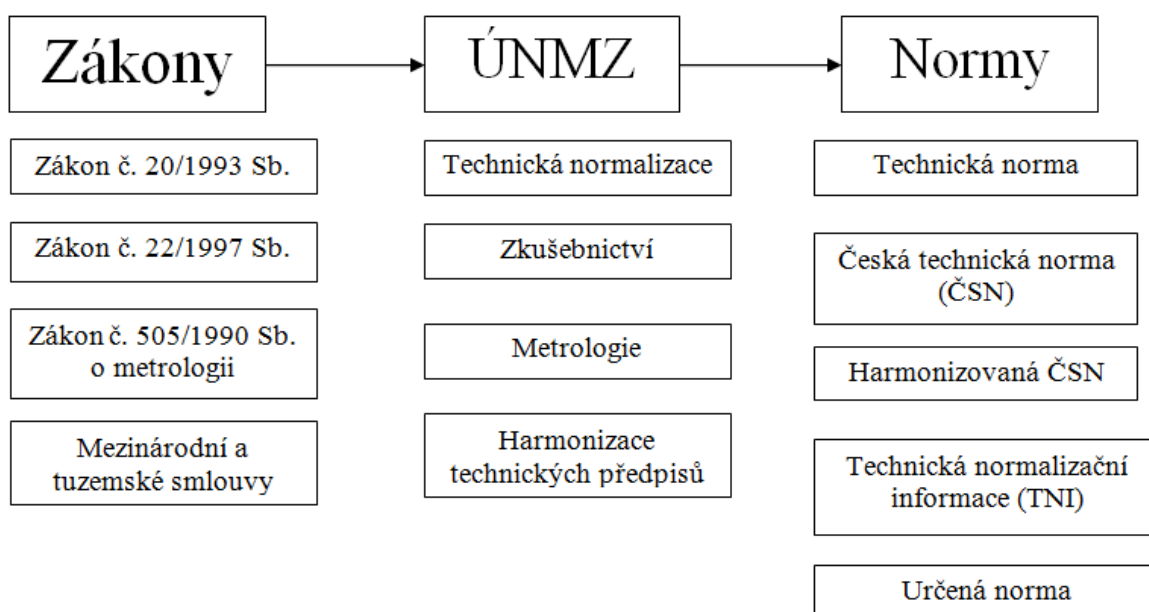 Zákony
ÚNMZ
Normy
Zákon č. 20/1993 Sb.
Zákon č. 22/1997 Sb.
Zákon č. 505/1990 Sb.
o metrologii
Mezinárodní a
tuzemské smlouvy
Technická normalizace
Zkušebnictví
Metrologie
Harmonizace
technických předpisů
Technická norma
Česká technická norma
(ČSN)
Harmonizovaná ČSN
Technická normalizační
informace (TNI)
Určená norma